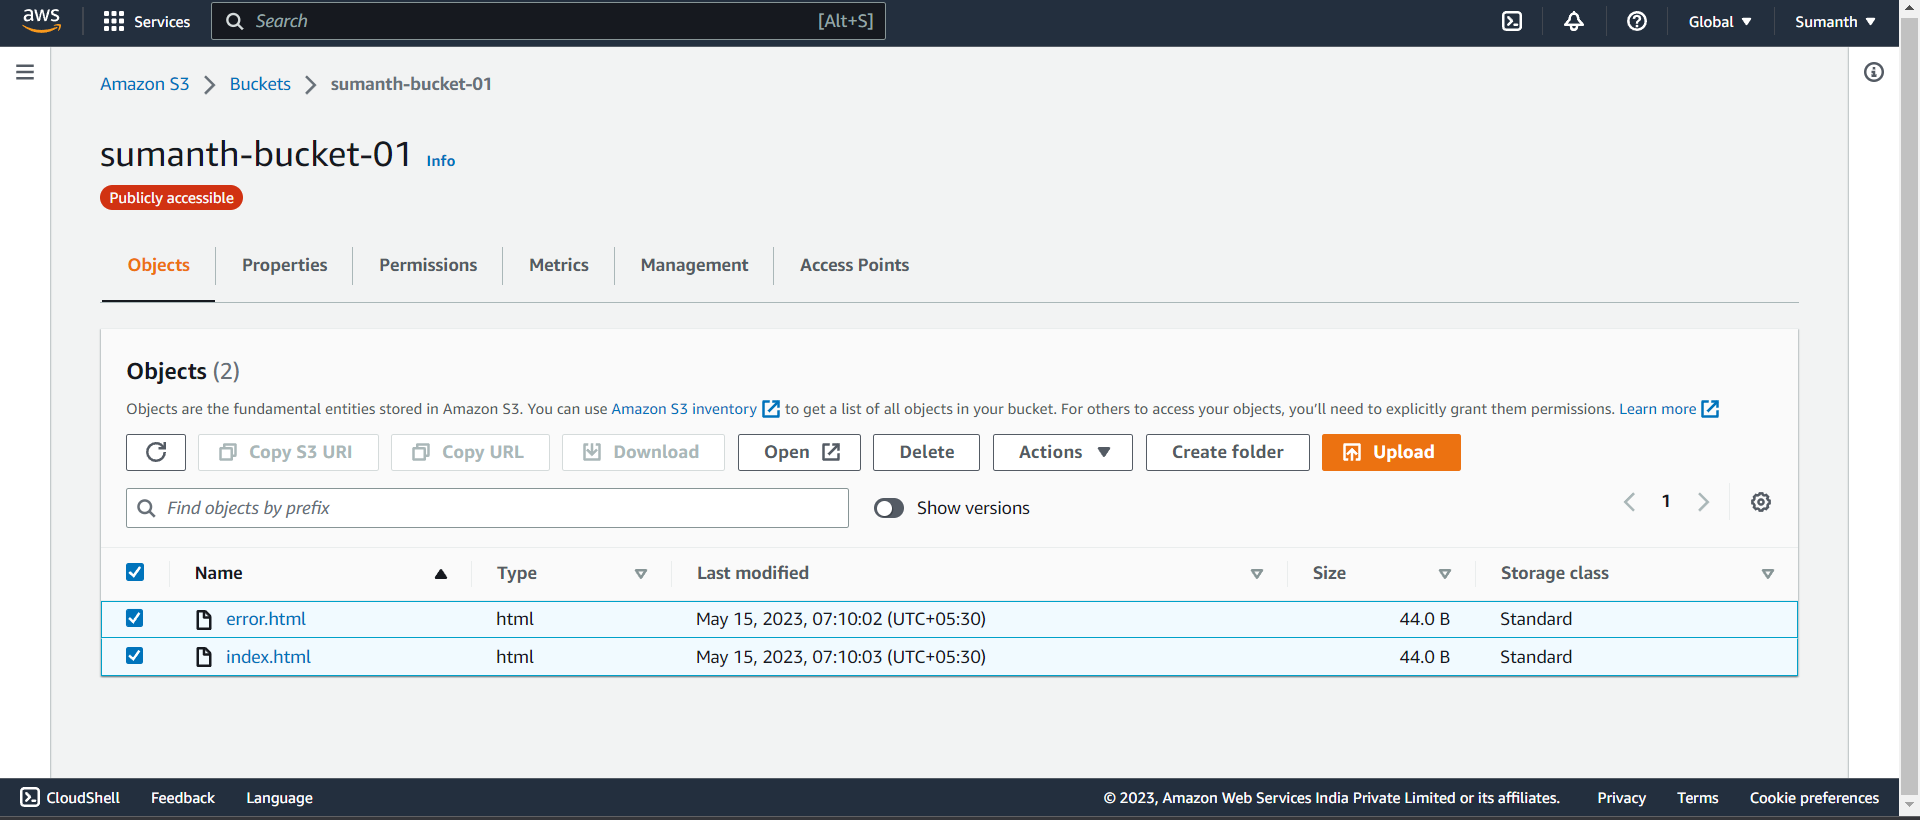 aws Services Search [Alt+S] Global Sumanth
Amazon S3 Buckets sumanth-bucket-01
sumanth-bucket-01 Info
Publicly accessible
Objects Properties Permissions Metrics Management Access Points
Objects (2)
Objects are the fundamental entities stored in Amazon S3. You can use Amazon S3 inventory to get a list of all objects in your bucket. For others to access your objects, you'll need to explicitly grant them permissions. Learn more
Copy S3 URI Copy URL Download Open Delete Actions Create folder Upload
Find objects by prefix Show versions 1
Name Type Last modified Size Storage class
error.html html May 15, 2023, 07:10:02 (UTC+05:30) 44.0 B Standard
index.html html May 15, 2023, 07:10:03 (UTC+05:30) 44.0 B Standard
CloudShell Feedback Language © 2023, Amazon Web Services India Private Limited or its affiliates. Privacy Terms Cookie preferences